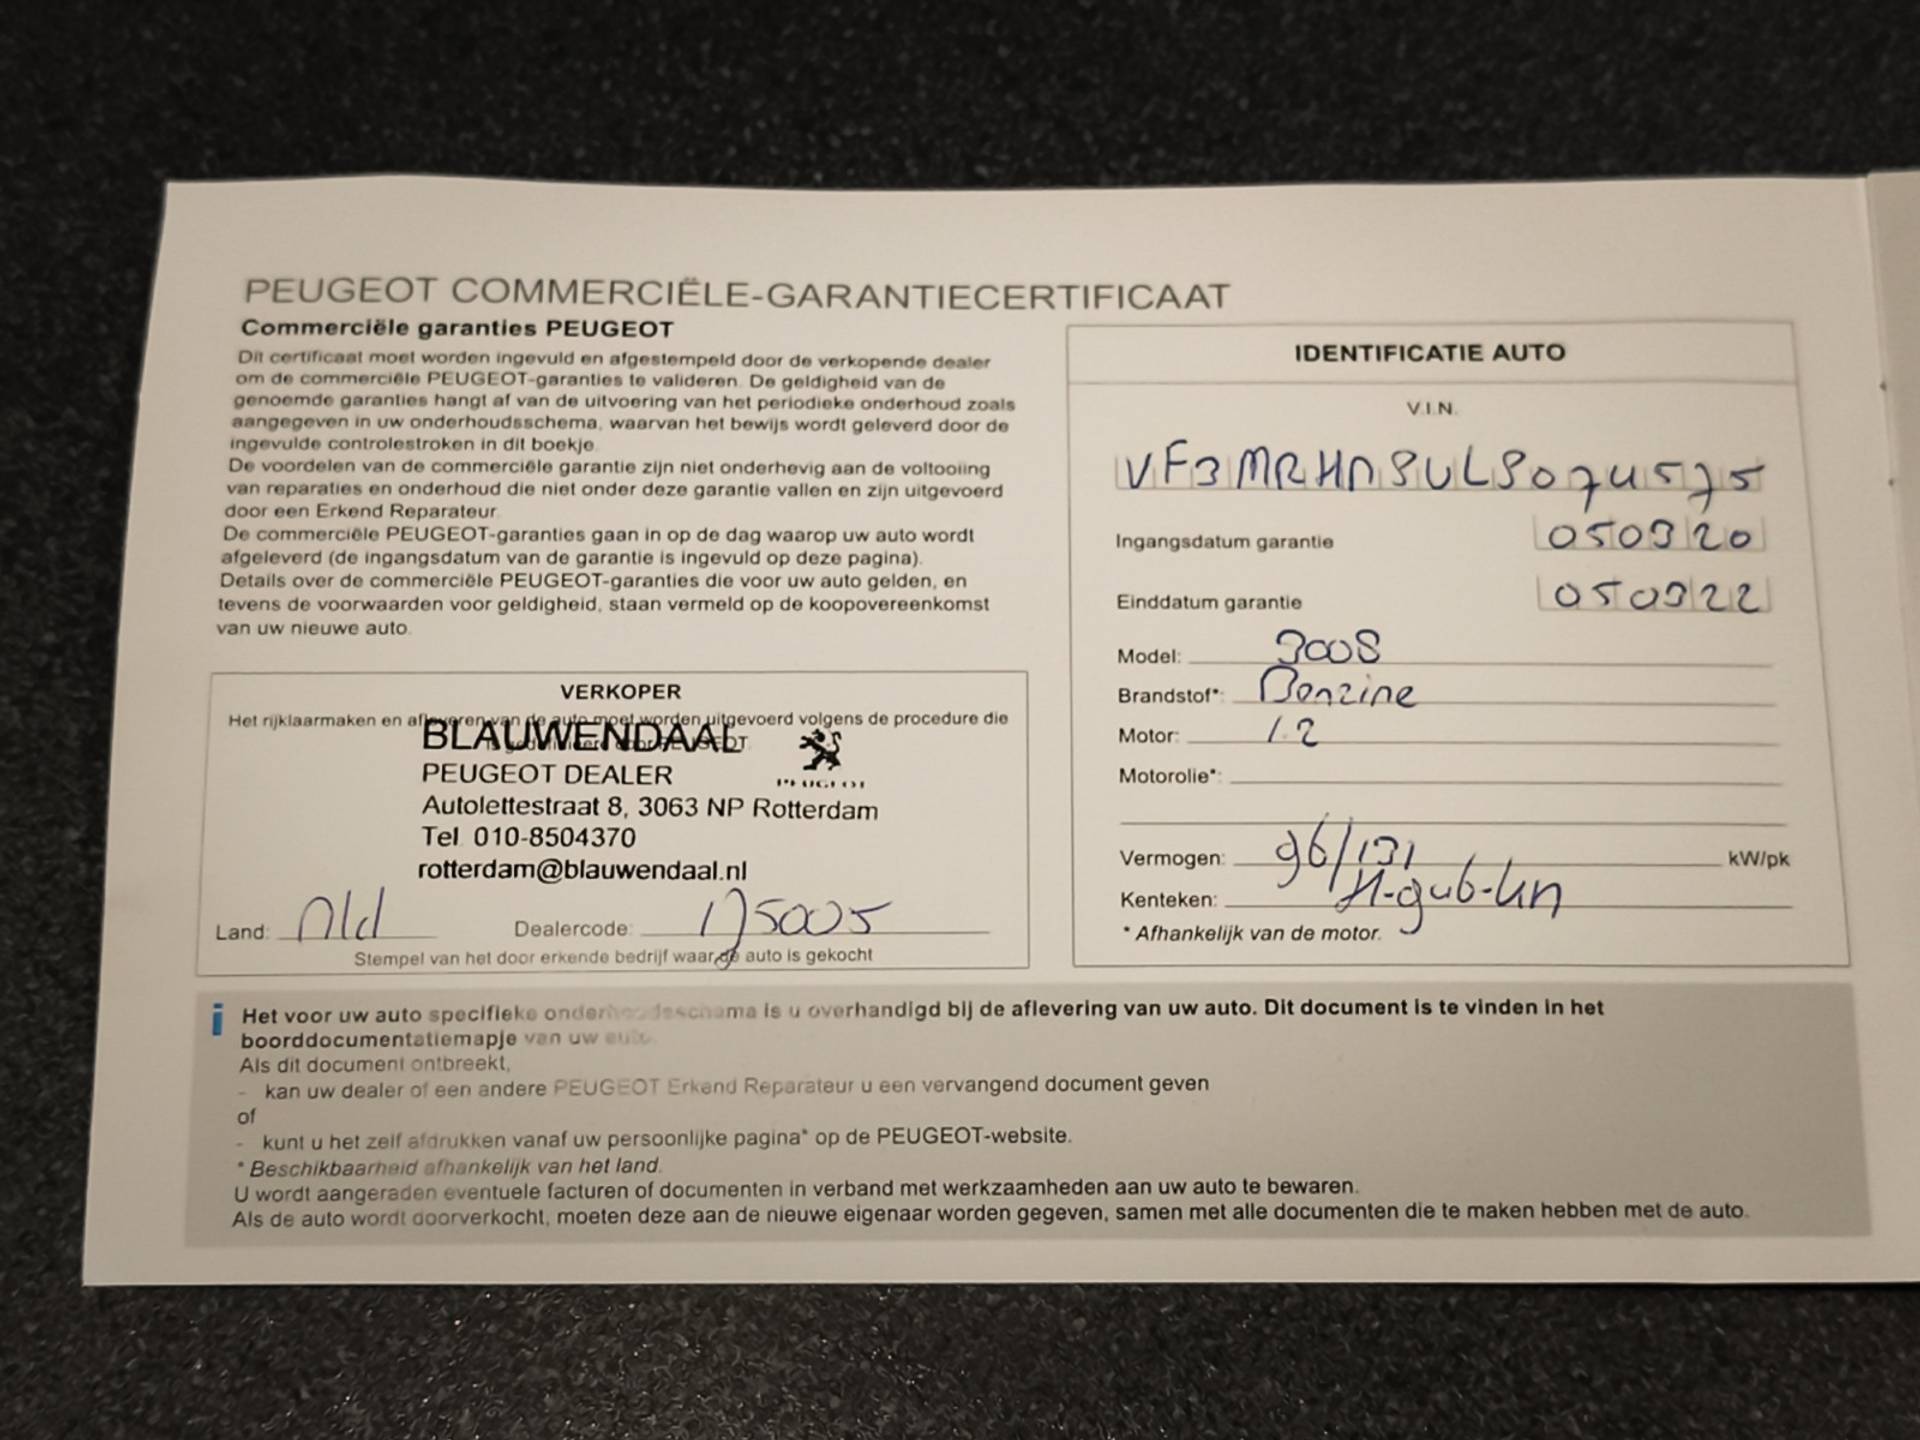 PEUGEOT COMMERCIËLE-GARANTIECERTIFICAAT
Commerciële garanties PEUGEOT
Dit certificaat moet worden ingevuld en afgestempeld door de verkopende dealer
om de commerciële PEUGEOT-garanties te valideren. De geldigheid van de
genoemde garanties hangt af van de uitvoering van het periodieke onderhoud zoals
aangegeven in uw onderhoudsschema, waarvan het bewijs wordt geleverd door de
ingevulde controlestroken in dit boekje.
De voordelen van de commerciële garantie zijn niet onderhevig aan de voltooiing
van reparaties en onderhoud die niet onder deze garantie vallen en zijn uitgevoerd
door een Erkend Reparateur.
De commerciële PEUGEOT-garanties gaan in op de dag waarop uw auto wordt
afgeleverd (de ingangsdatum van de garantie is ingevuld op deze pagina).
Details over de commerciële PEUGEOT-garanties die voor uw auto gelden, en
tevens de voorwaarden voor geldigheid, staan vermeld op de koopovereenkomst
van uw nieuwe auto.
VERKOPER
Het rijklaarmaken en afleveren van de auto moet worden uitgevoerd volgens de procedure die
BLAUWENDAAL
PEUGEOT DEALER
PEUGEOT
Autolettestraat 8, 3063 NP Rotterdam
Tel 010-8504370
rotterdam@blauwendaal.nl
Land: Nld Dealercode: 5005
Stempel van het door erkende bedrijf waar de auto is gekocht
IDENTIFICATIE AUTO
V.I.N.
VF3MRHNSULS074575
Ingangsdatum garantie 050920
Einddatum garantie 050922
Model: 3008
Brandstof*: Benzine
Motor: 1.2
Motorolie*:
Vermogen: 96/131 kW/pk
Kenteken:
* Afhankelijk van de motor.
i Het voor uw auto specifieke onderhoudsschema is u overhandigd bij de aflevering van uw auto. Dit document is te vinden in het
boorddocumentatiemapje van uw auto.
Als dit document ontbreekt,
- kan uw dealer of een andere PEUGEOT Erkend Reparateur u een vervangend document geven
of
- kunt u het zelf afdrukken vanaf uw persoonlijke pagina* op de PEUGEOT-website.
* Beschikbaarheid afhankelijk van het land.
U wordt aangeraden eventuele facturen of documenten in verband met werkzaamheden aan uw auto te bewaren.
Als de auto wordt doorverkocht, moeten deze aan de nieuwe eigenaar worden gegeven, samen met alle documenten die te maken hebben met de auto.